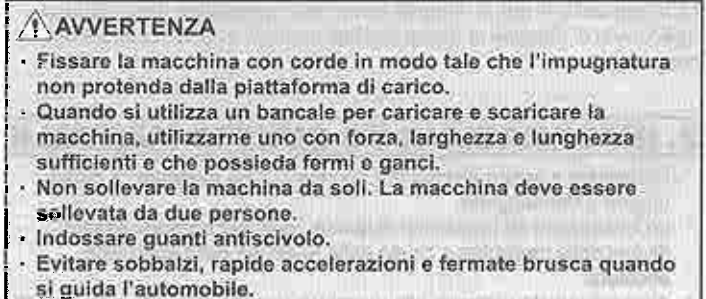 AVVERTENZA
· Fissare la macchina con corde in modo tale che l'impugnatura
non protenda dalla piattaforma di carico.
· Quando si utilizza un bancale per caricare e scaricare la
macchina, utilizzarne uno con forza, larghezza e lunghezza
sufficienti e che possieda fermi e ganci.
· Non sollevare la machina da soli. La macchina deve essere
sollevata da due persone.
· Indossare guanti antiscivolo.
· Evitare sobbalzi, rapide accelerazioni e fermate brusca quando
si guida l'automobile.